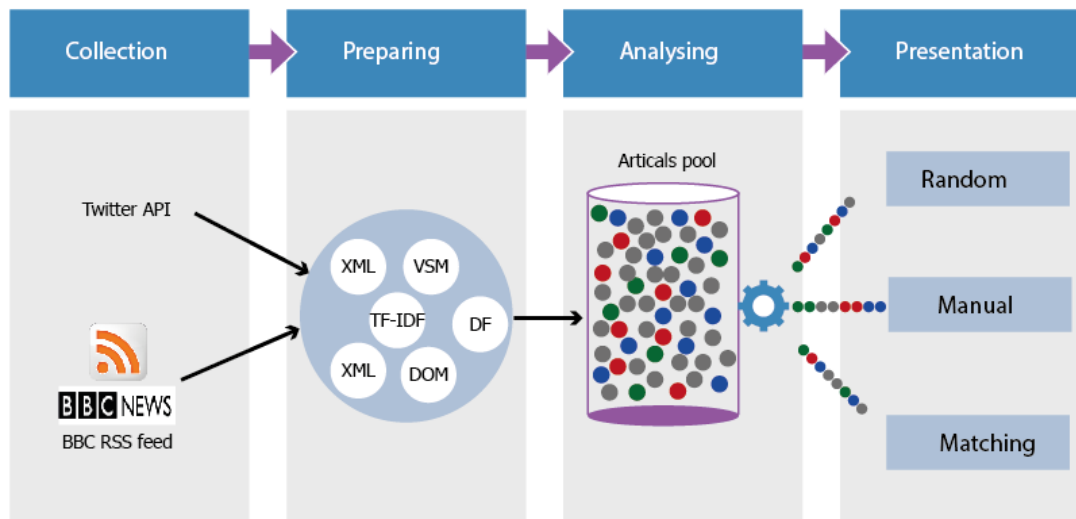 Collection
Preparing
Analysing
Presentation
Twitter API
BBC NEWS
BBC RSS feed
XML
VSM
TF-IDF
DF
XML
DOM
Articals pool
Random
Manual
Matching